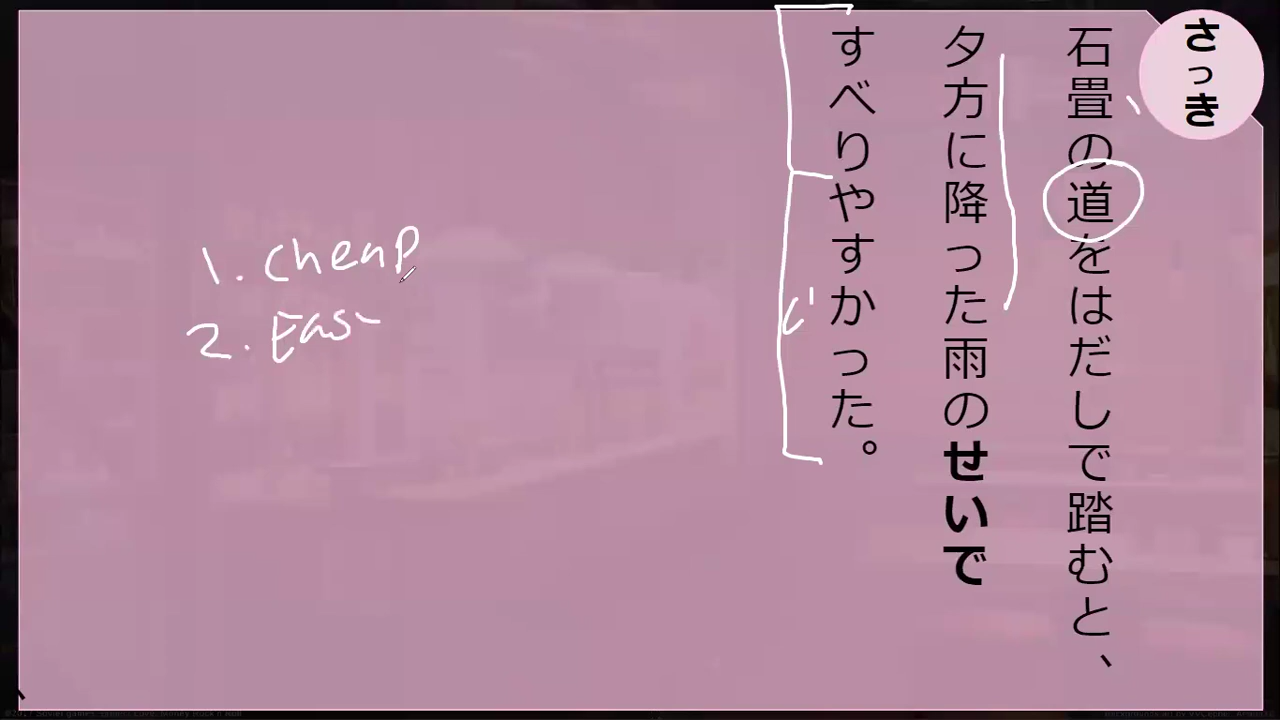 さっき
石畳の道をはだしで踏むと、
夕方に降った雨のせいで
すべりやすかった。
1. cheap
2. Eas